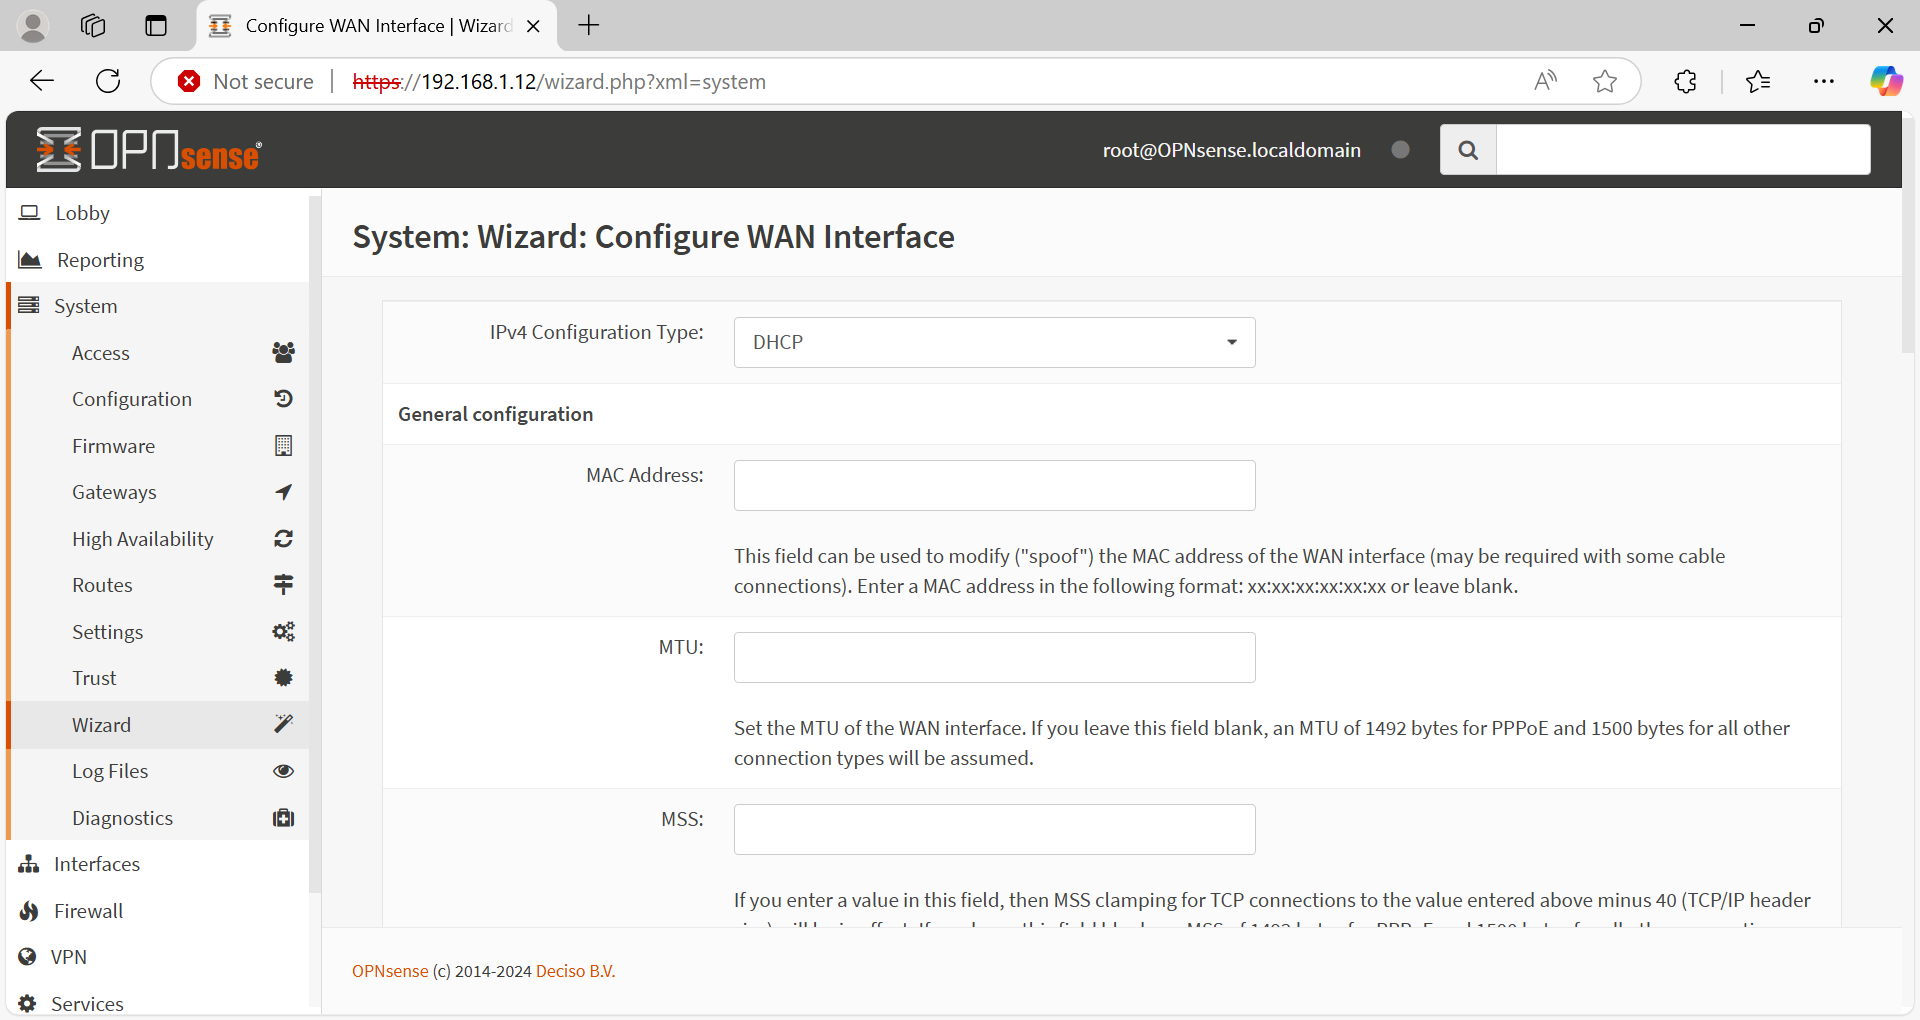 Configure WAN Interface | Wizard
Not secure
https://192.168.1.12/wizard.php?xml=system
OPNsense
root@OPNsense.localdomain
Lobby
Reporting
System
Access
Configuration
Firmware
Gateways
High Availability
Routes
Settings
Trust
Wizard
Log Files
Diagnostics
Interfaces
Firewall
VPN
Services
System: Wizard: Configure WAN Interface
IPv4 Configuration Type:
DHCP
General configuration
MAC Address:
This field can be used to modify ("spoof") the MAC address of the WAN interface (may be required with some cable
connections). Enter a MAC address in the following format: xx:xx:xx:xx:xx:xx or leave blank.
MTU:
Set the MTU of the WAN interface. If you leave this field blank, an MTU of 1492 bytes for PPPoE and 1500 bytes for all other
connection types will be assumed.
MSS:
If you enter a value in this field, then MSS clamping for TCP connections to the value entered above minus 40 (TCP/IP header
OPNsense (c) 2014-2024 Deciso B.V.